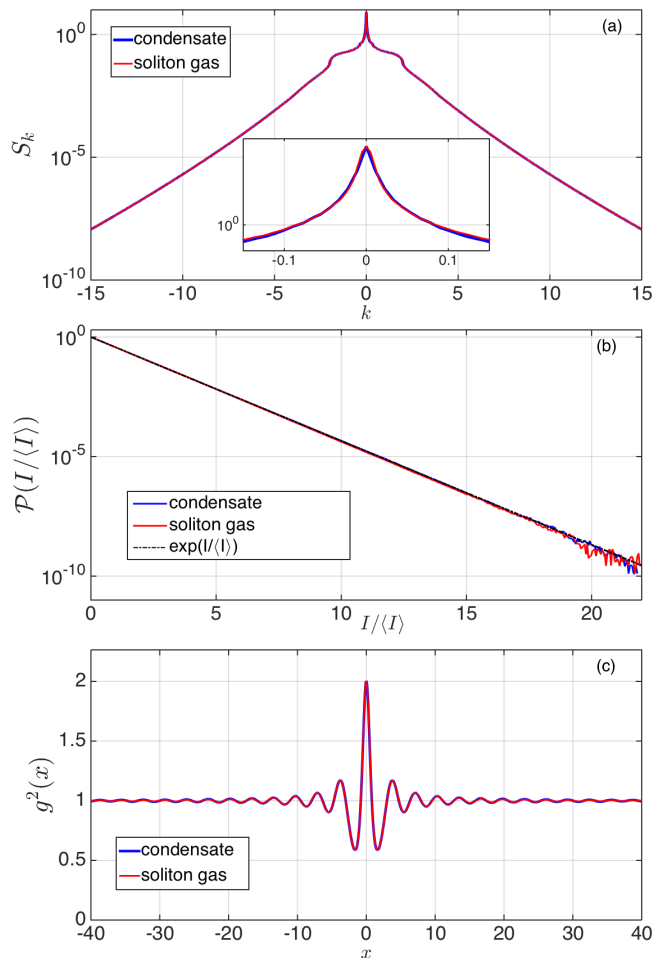 (a)
condensate
soliton gas
10^0
10^-5
10^-10
S_k
10^0
-0.1 0 0.1
-15 -10 -5 0 5 10 15
k
(b)
10^0
10^-5
10^-10
P(I/⟨I⟩)
condensate
soliton gas
exp(I/⟨I⟩)
0 5 10 15 20
I/⟨I⟩
(c)
2
1.5
1
0.5
0
g^2(x)
condensate
soliton gas
-40 -30 -20 -10 0 10 20 30 40
x